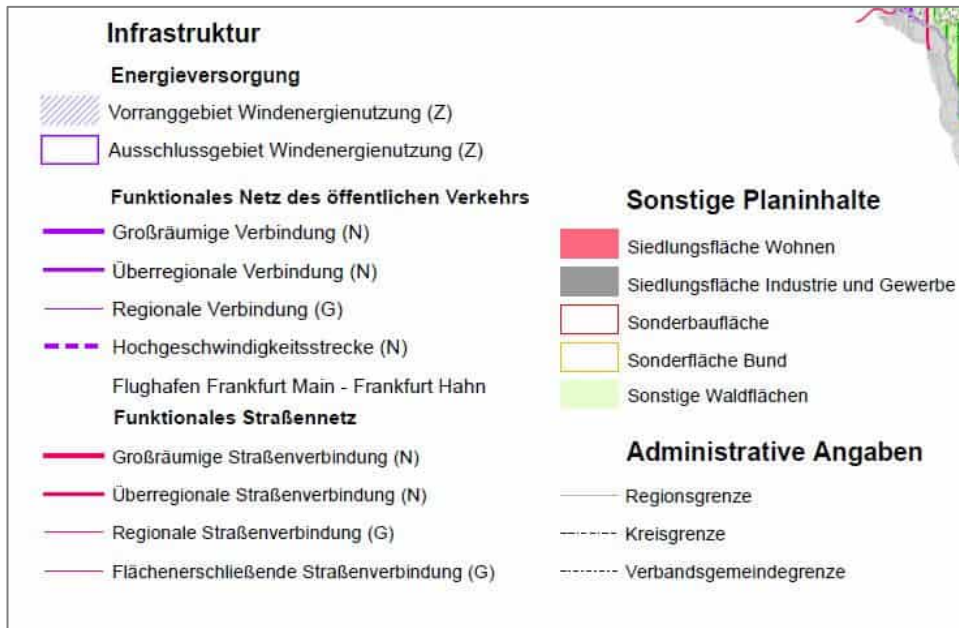 Infrastruktur
Energieversorgung
Vorranggebiet Windenergienutzung (Z)
Ausschlussgebiet Windenergienutzung (Z)
Funktionales Netz des öffentlichen Verkehrs
Großräumige Verbindung (N)
Überregionale Verbindung (N)
Regionale Verbindung (G)
Hochgeschwindigkeitsstrecke (N)
Flughafen Frankfurt Main - Frankfurt Hahn
Funktionales Straßennetz
Großräumige Straßenverbindung (N)
Überregionale Straßenverbindung (N)
Regionale Straßenverbindung (G)
Flächenerschließende Straßenverbindung (G)
Sonstige Planinhalte
Siedlungsfläche Wohnen
Siedlungsfläche Industrie und Gewerbe
Sonderbaufläche
Sonderfläche Bund
Sonstige Waldflächen
Administrative Angaben
Regionsgrenze
Kreisgrenze
Verbandsgemeindegrenze